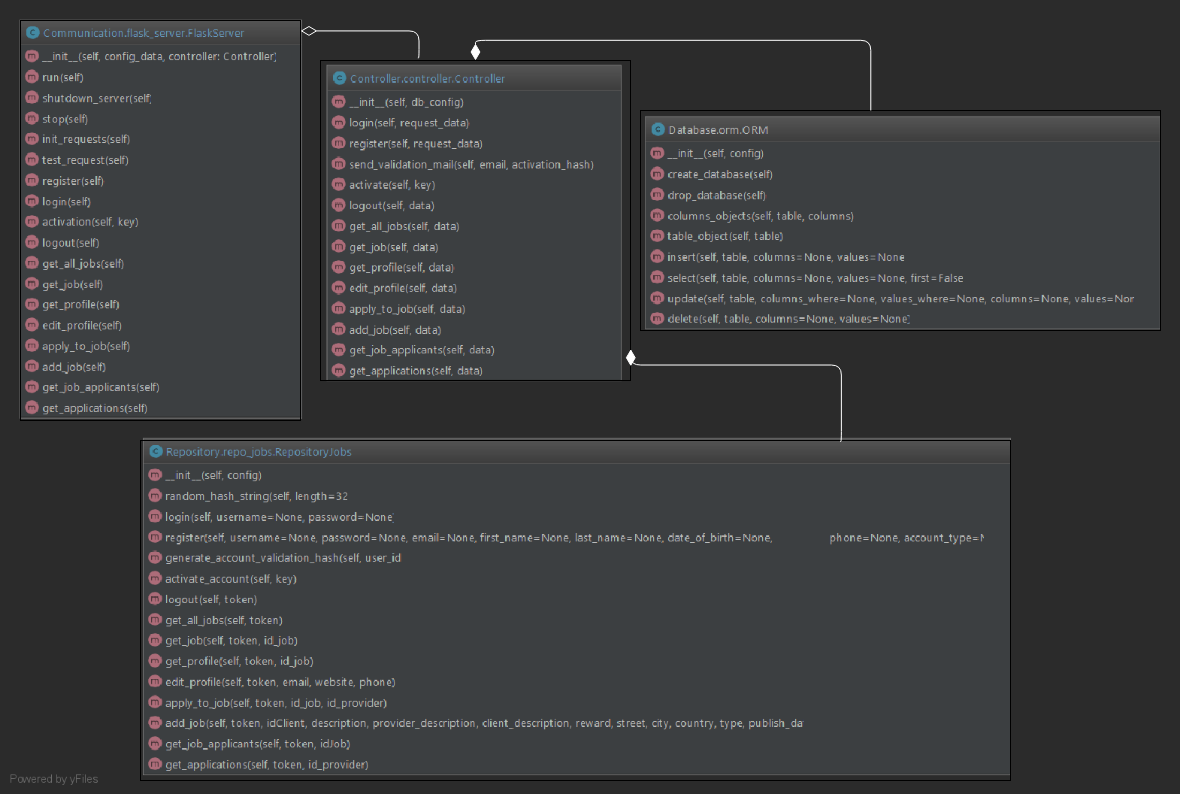 Communication.flask_server.FlaskServer
__init__(self, config_data, controller: Controller)
run(self)
shutdown_server(self)
stop(self)
init_requests(self)
test_request(self)
register(self)
login(self)
activation(self, key)
logout(self)
get_all_jobs(self)
get_job(self)
get_profile(self)
edit_profile(self)
apply_to_job(self)
add_job(self)
get_job_applicants(self)
get_applications(self)
Controller.controller.Controller
__init__(self, db_config)
login(self, request_data)
register(self, request_data)
send_validation_mail(self, email, activation_hash)
activate(self, key)
logout(self, data)
get_all_jobs(self, data)
get_job(self, data)
get_profile(self, data)
edit_profile(self, data)
apply_to_job(self, data)
add_job(self, data)
get_job_applicants(self, data)
get_applications(self, data)
Database.orm.ORM
__init__(self, config)
create_database(self)
drop_database(self)
columns_objects(self, table, columns)
table_object(self, table)
insert(self, table, columns=None, values=None
select(self, table, columns=None, values=None, first=False
update(self, table, columns_where=None, values_where=None, columns=None, values=Nor
delete(self, table, columns=None, values=None)
Repository.repo_jobs.RepositoryJobs
__init__(self, config)
random_hash_string(self, length=32
login(self, username=None, password=None)
register(self, username=None, password=None, email=None, first_name=None, last_name=None, date_of_birth=None, phone=None, account_type=N
generate_account_validation_hash(self, user_id
activate_account(self, key)
logout(self, token)
get_all_jobs(self, token)
get_job(self, token, id_job)
get_profile(self, token, id_job)
edit_profile(self, token, email, website, phone)
apply_to_job(self, token, id_job, id_provider)
add_job(self, token, idClient, description, provider_description, client_description, reward, street, city, country, type, publish_da
get_job_applicants(self, token, idJob)
get_applications(self, token, id_provider)
Powered by yFiles